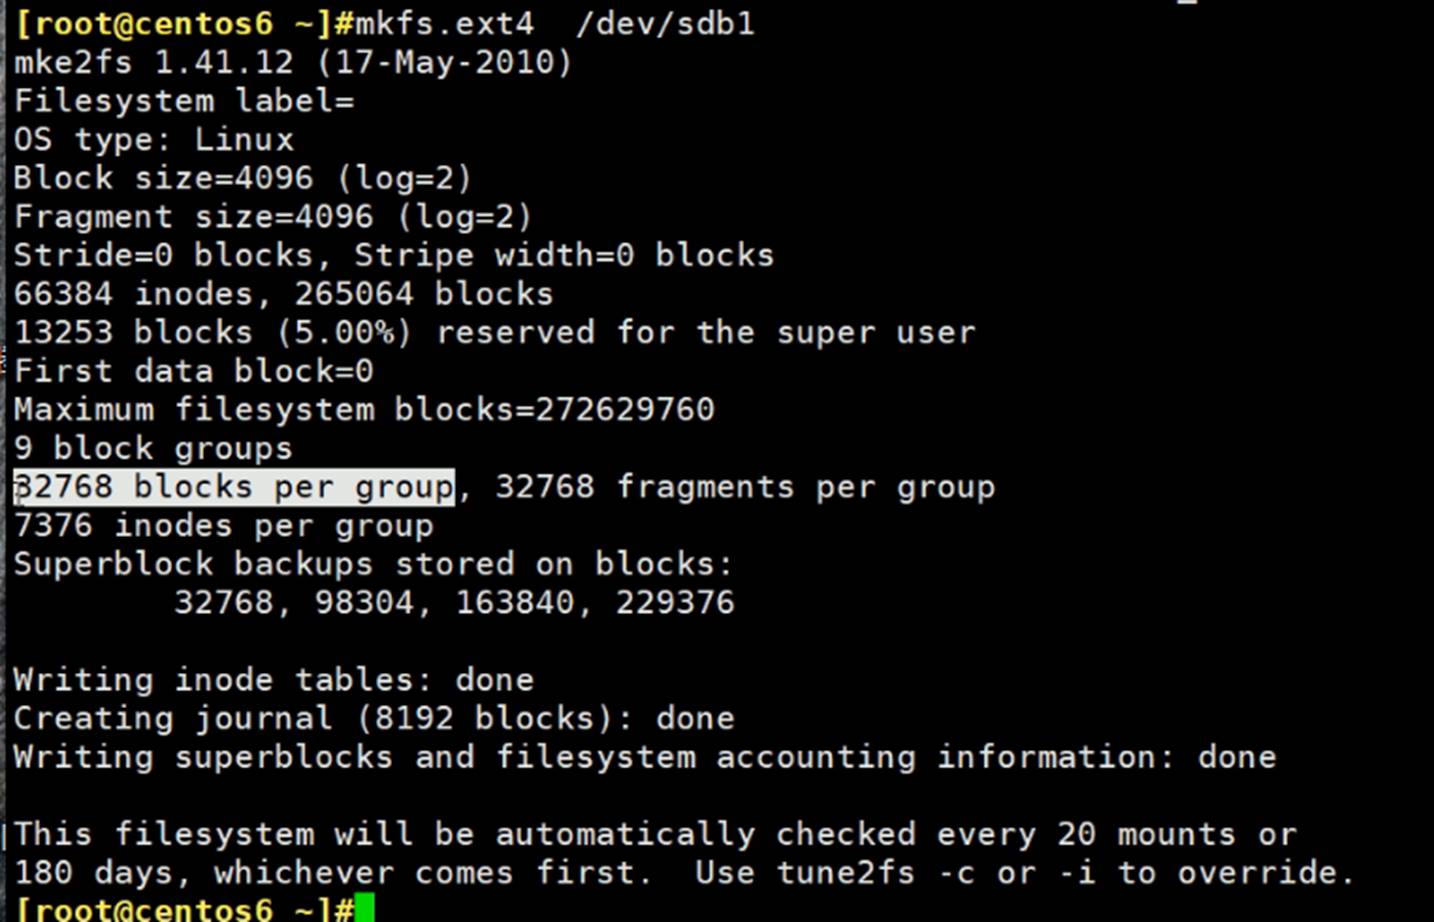 [root@centos6 ~]#mkfs.ext4  /dev/sdb1
mke2fs 1.41.12 (17-May-2010)
Filesystem label=
OS type: Linux
Block size=4096 (log=2)
Fragment size=4096 (log=2)
Stride=0 blocks, Stripe width=0 blocks
66384 inodes, 265064 blocks
13253 blocks (5.00%) reserved for the super user
First data block=0
Maximum filesystem blocks=272629760
9 block groups
32768 blocks per group, 32768 fragments per group
7376 inodes per group
Superblock backups stored on blocks:
        32768, 98304, 163840, 229376

Writing inode tables: done
Creating journal (8192 blocks): done
Writing superblocks and filesystem accounting information: done

This filesystem will be automatically checked every 20 mounts or
180 days, whichever comes first.  Use tune2fs -c or -i to override.
[root@centos6 ~]#